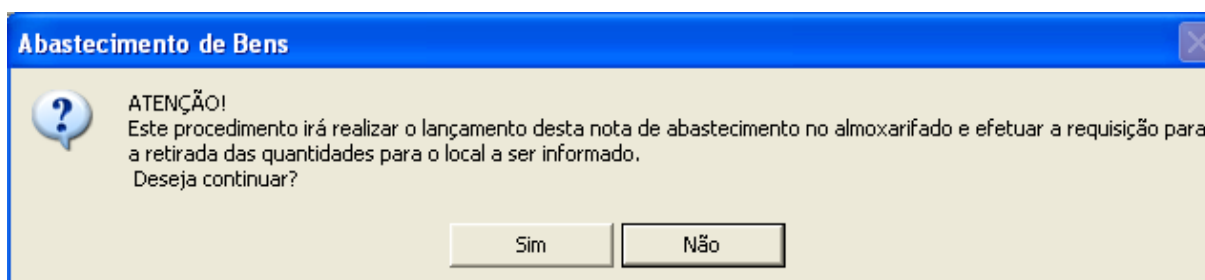 Abastecimento de Bens
ATENÇÃO!
Este procedimento irá realizar o lançamento desta nota de abastecimento no almoxarifado e efetuar a requisição para
a retirada das quantidades para o local a ser informado.
Deseja continuar?
Sim
Não